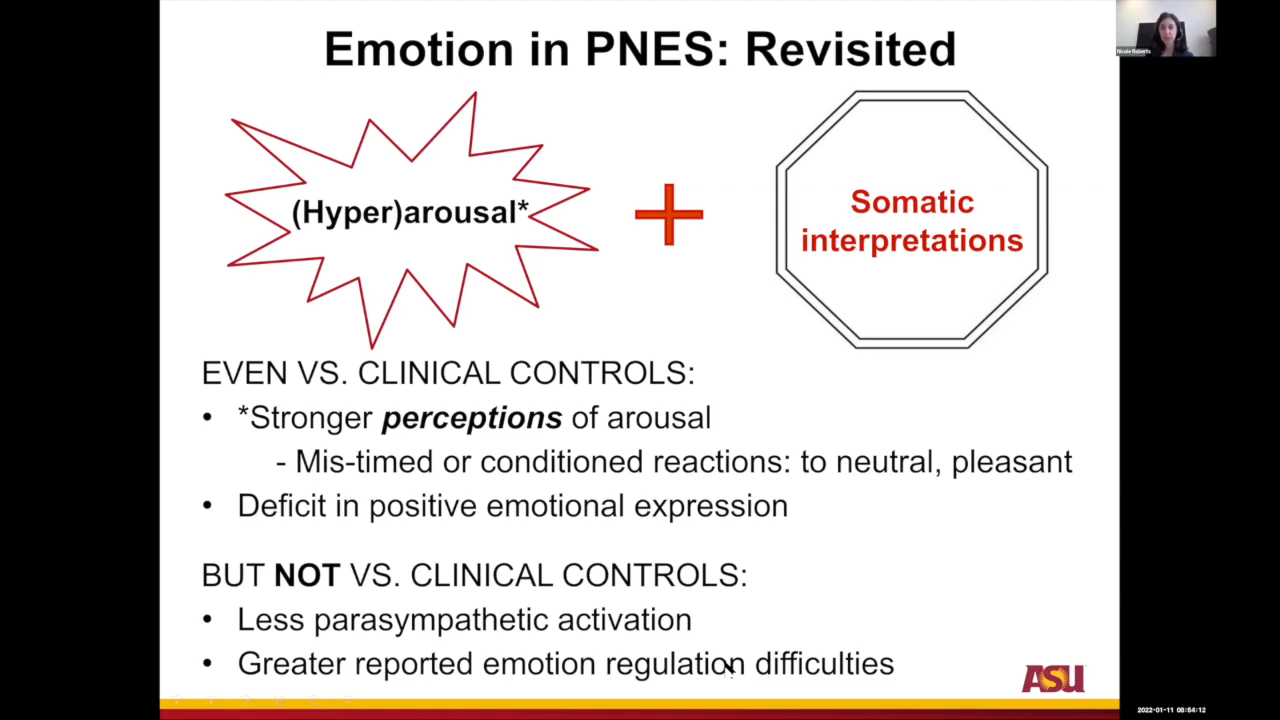 Emotion in PNES: Revisited
Nicole Roberts
(Hyper)arousal*
+
Somatic
interpretations
EVEN VS. CLINICAL CONTROLS:
• *Stronger perceptions of arousal
- Mis-timed or conditioned reactions: to neutral, pleasant
• Deficit in positive emotional expression
BUT NOT VS. CLINICAL CONTROLS:
• Less parasympathetic activation
• Greater reported emotion regulation difficulties
ASU
2022-01-11 08:54:12